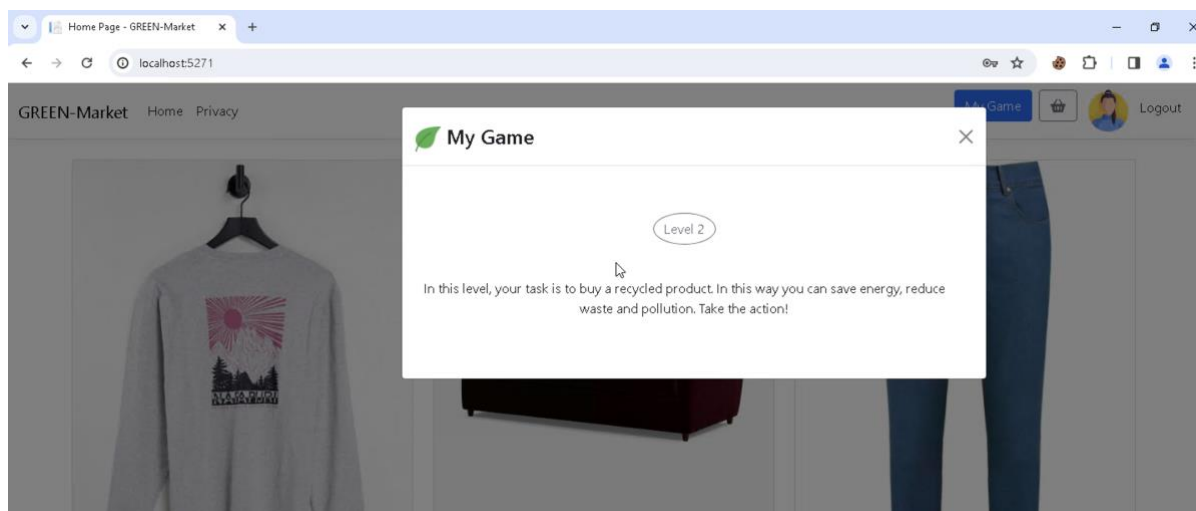 Home Page - GREEN-Market
localhost:5271
GREEN-Market Home Privacy
My Game
Logout
My Game
Level 2
In this level, your task is to buy a recycled product. In this way you can save energy, reduce
waste and pollution. Take the action!